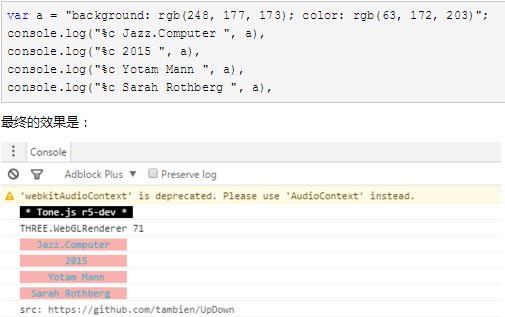 var a = "background: rgb(248, 177, 173); color: rgb(63, 172, 203)";
console.log("%c Jazz.Computer ", a),
console.log("%c 2015 ", a),
console.log("%c Yotam Mann ", a),
console.log("%c Sarah Rothberg ", a),
最终的效果是：
Console
Adblock Plus ▼ Preserve log
'webkitAudioContext' is deprecated. Please use 'AudioContext' instead.
* Tone.js r5-dev *
THREE.WebGLRenderer 71
Jazz.Computer
2015
Yotam Mann
Sarah Rothberg
src: https://github.com/tambien/UpDown